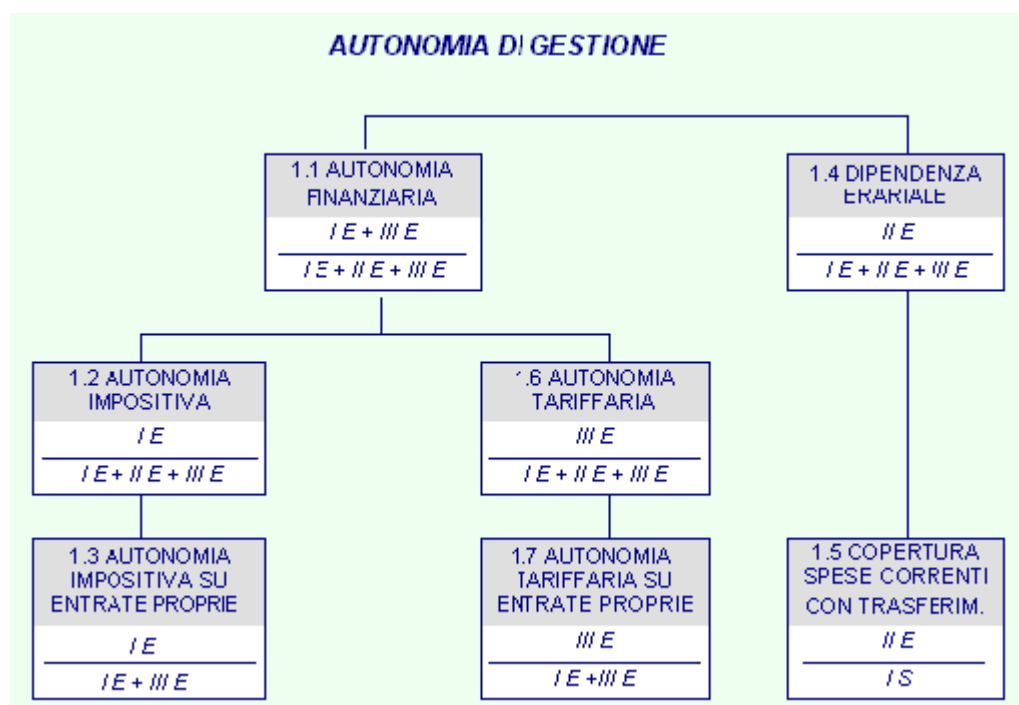 AUTONOMIA DI GESTIONE
1.1 AUTONOMIA
FINANZIARIA
I E + III E
I E + II E + III E
1.4 DIPENDENZA
ERARIALE
II E
I E + II E + III E
1.2 AUTONOMIA
IMPOSITIVA
I E
I E + II E + III E
1.6 AUTONOMIA
TARIFFARIA
III E
I E + II E + III E
1.3 AUTONOMIA
IMPOSITIVA SU
ENTRATE PROPRIE
I E
I E + III E
1.7 AUTONOMIA
TARIFFARIA SU
ENTRATE PROPRIE
III E
I E +III E
1.5 COPERTURA
SPESE CORRENTI
CON TRASFERIM.
II E
I S